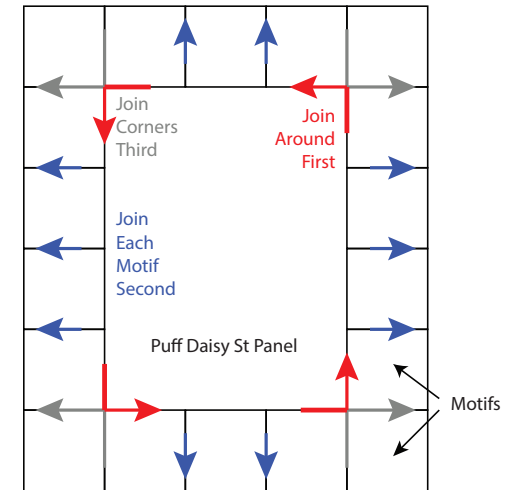 Join
Corners
Third
Join
Around
First
Join
Each
Motif
Second
Puff Daisy St Panel
Motifs